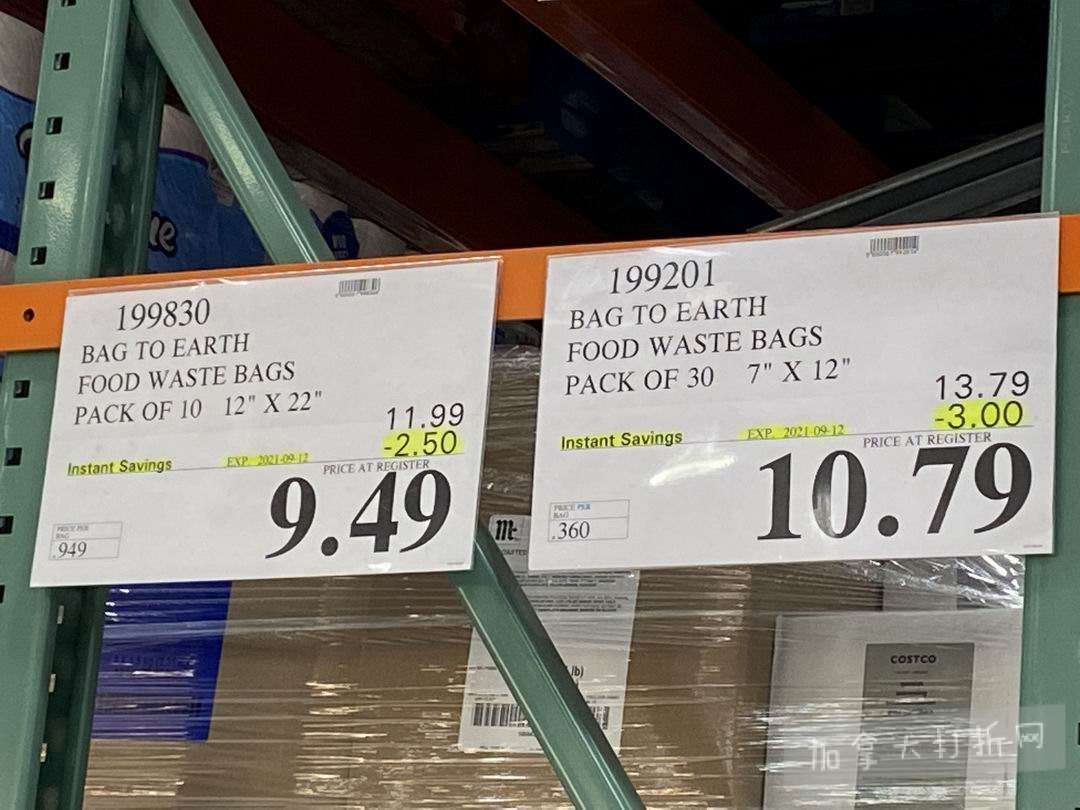 199830
BAG TO EARTH
FOOD WASTE BAGS
PACK OF 10 12" X 22"
11.99
-2.50
Instant Savings EXP. 2021-09-12
PRICE AT REGISTER
9.49
PRICE PER
BAG
.949
199201
BAG TO EARTH
FOOD WASTE BAGS
PACK OF 30 7" X 12"
13.79
-3.00
Instant Savings EXP. 2021-09-12
PRICE AT REGISTER
10.79
PRICE PER
BAG
.360
COSTCO
加拿大打折网